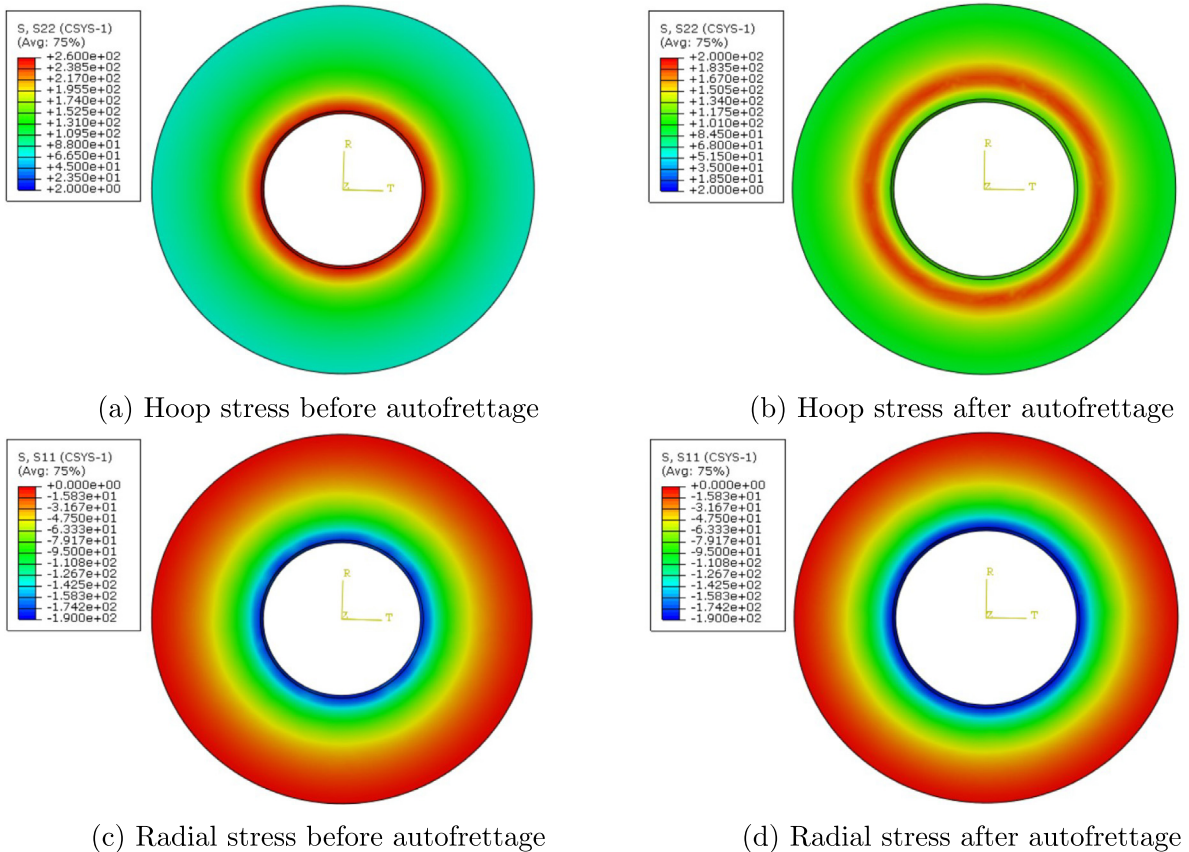 S, S22 (CSYS-1)
(Avg: 75%)
+2.600e+02
+2.385e+02
+2.170e+02
+1.955e+02
+1.740e+02
+1.525e+02
+1.310e+02
+1.095e+02
+8.800e+01
+6.650e+01
+4.500e+01
+2.350e+01
+2.000e+00
R
Z
T
(a) Hoop stress before autofrettage
S, S22 (CSYS-1)
(Avg: 75%)
+2.000e+02
+1.835e+02
+1.670e+02
+1.505e+02
+1.340e+02
+1.175e+02
+1.010e+02
+8.450e+01
+6.800e+01
+5.150e+01
+3.500e+01
+1.850e+01
+2.000e+00
R
Z
T
(b) Hoop stress after autofrettage
S, S11 (CSYS-1)
(Avg: 75%)
+0.000e+00
-1.583e+01
-3.167e+01
-4.750e+01
-6.333e+01
-7.917e+01
-9.500e+01
-1.108e+02
-1.267e+02
-1.425e+02
-1.583e+02
-1.742e+02
-1.900e+02
R
Z
T
(c) Radial stress before autofrettage
S, S11 (CSYS-1)
(Avg: 75%)
+0.000e+00
-1.583e+01
-3.167e+01
-4.750e+01
-6.333e+01
-7.917e+01
-9.500e+01
-1.108e+02
-1.267e+02
-1.425e+02
-1.583e+02
-1.742e+02
-1.900e+02
R
Z
T
(d) Radial stress after autofrettage